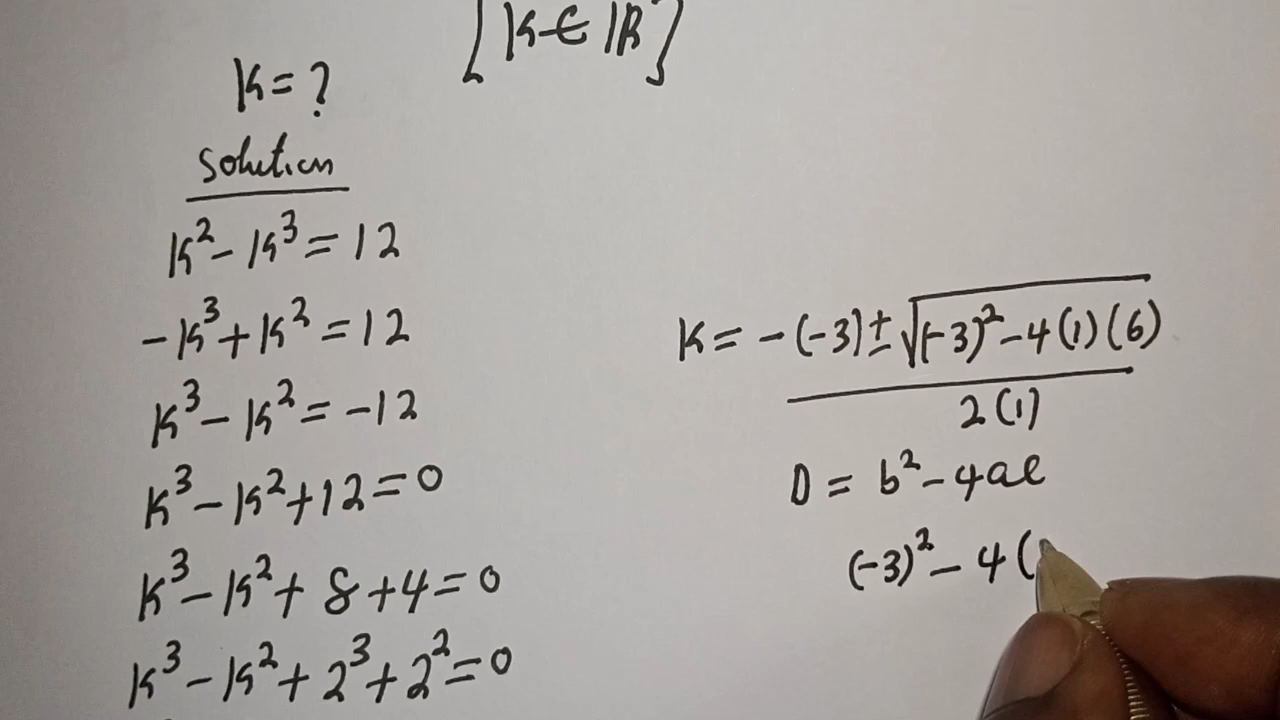 [K∈ℝ]
K=?
Solution
K²-K³=12
-K³+K²=12
K³-K²=-12
K³-K²+12=0
K³-K²+8+4=0
K³-K²+2³+2²=0
K=-(-3)±√(-3)²-4(1)(6)
2(1)
D=b²-4ac
(-3)²-4(